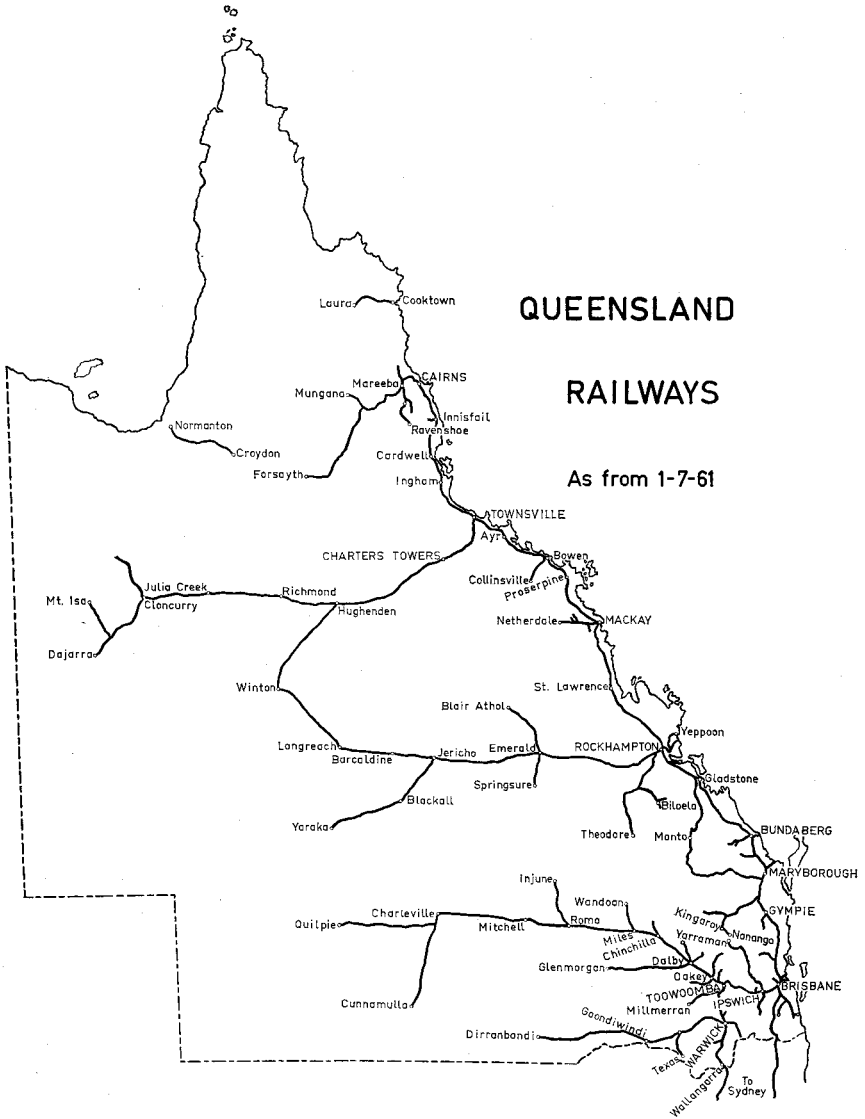 QUEENSLAND
RAILWAYS
As from 1-7-61
Laura
Cooktown
Mareeba
CAIRNS
Mungana
Innisfail
Normanton
Ravenshoe
Croydon
Cardwell
Forsayth
Ingham
TOWNSVILLE
Ayr
CHARTERS TOWERS
Bowen
Collinsville
Proserpine
Julia Creek
Richmond
Mt. Isa
Cloncurry
Hughenden
Netherdale
MACKAY
Dajarra
Winton
St. Lawrence
Blair Athol
Yeppoon
Longreach
Barcaldine
Jericho
Emerald
ROCKHAMPTON
Gladstone
Springsure
Blackall
Biloela
Yaraka
Theodore
Monto
BUNDABERG
MARYBOROUGH
Injune
Wandoan
Charleville
Kingaroy
GYMPIE
Quilpie
Mitchell
Roma
Miles
Chinchilla
Nanango
Yarraman
Dalby
Glenmorgan
Oakey
TOOWOOMBA
BRISBANE
IPSWICH
Millmerran
Cunnamulla
Goondiwindi
Dirranbandi
WARWICK
Texas
Wallangarra
To
Sydney